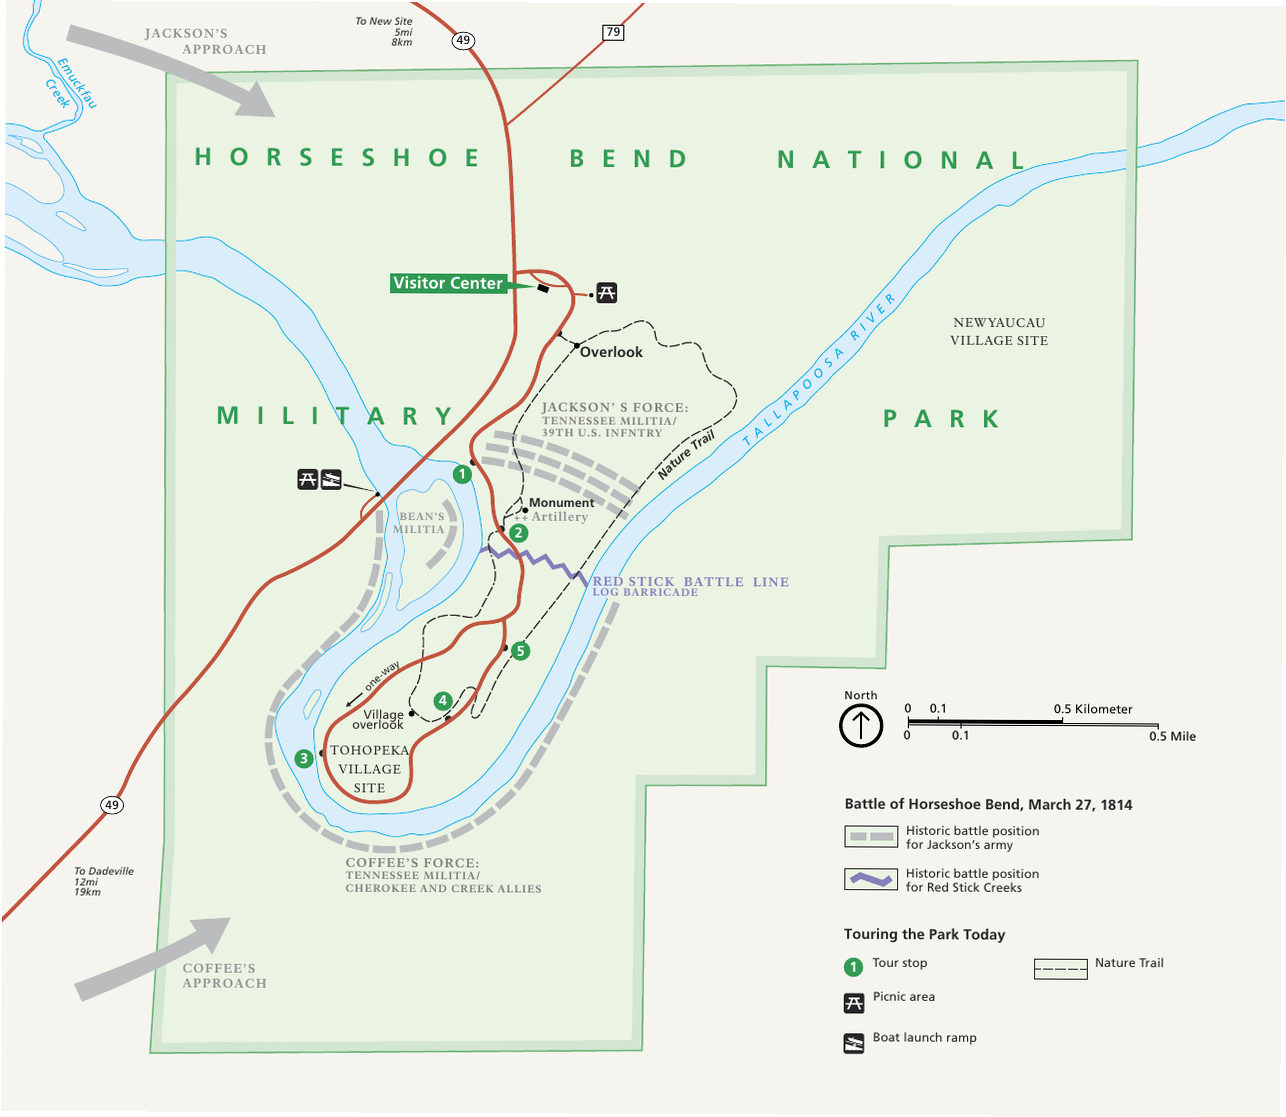 To New Site
5mi
8km
49
79
JACKSON'S
APPROACH
Emuckfau
Creek
HORSESHOE BEND NATIONAL
Visitor Center
Overlook
NEWYAUCAU
VILLAGE SITE
TALLAPOOSA RIVER
MILITARY PARK
JACKSON' S FORCE:
TENNESSEE MILITIA/
39TH U.S. INFNTRY
Nature Trail
1
BEAN'S
MILITIA
Monument
Artillery
2
RED STICK BATTLE LINE
LOG BARRICADE
5
one-way
4
Village
overlook
3
TOHOPEKA
VILLAGE
SITE
49
To Dadeville
12mi
19km
COFFEE'S FORCE:
TENNESSEE MILITIA/
CHEROKEE AND CREEK ALLIES
COFFEE'S
APPROACH
North
0 0.1 0.5 Kilometer
0 0.1 0.5 Mile
Battle of Horseshoe Bend, March 27, 1814
Historic battle position
for Jackson's army
Historic battle position
for Red Stick Creeks
Touring the Park Today
1 Tour stop
Nature Trail
Picnic area
Boat launch ramp